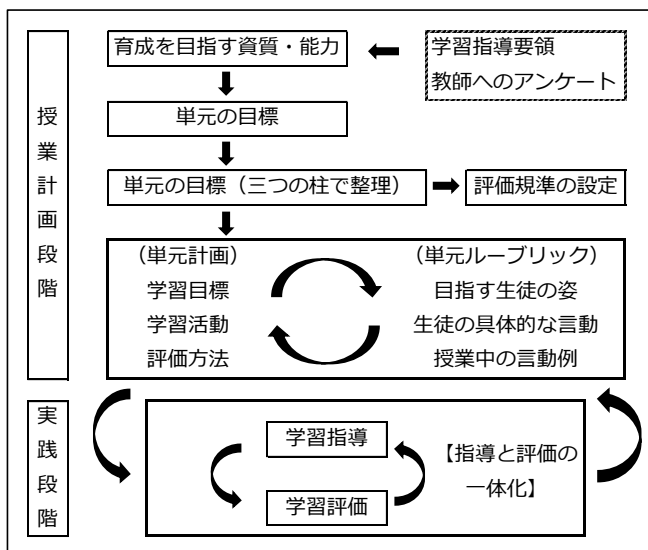 授業計画段階
育成を目指す資質・能力
学習指導要領
教師へのアンケート
単元の目標
単元の目標（三つの柱で整理）
評価規準の設定
（単元計画）
学習目標
学習活動
評価方法
（単元ルーブリック）
目指す生徒の姿
生徒の具体的な言動
授業中の言動例
実践段階
学習指導
学習評価
【指導と評価の
一体化】